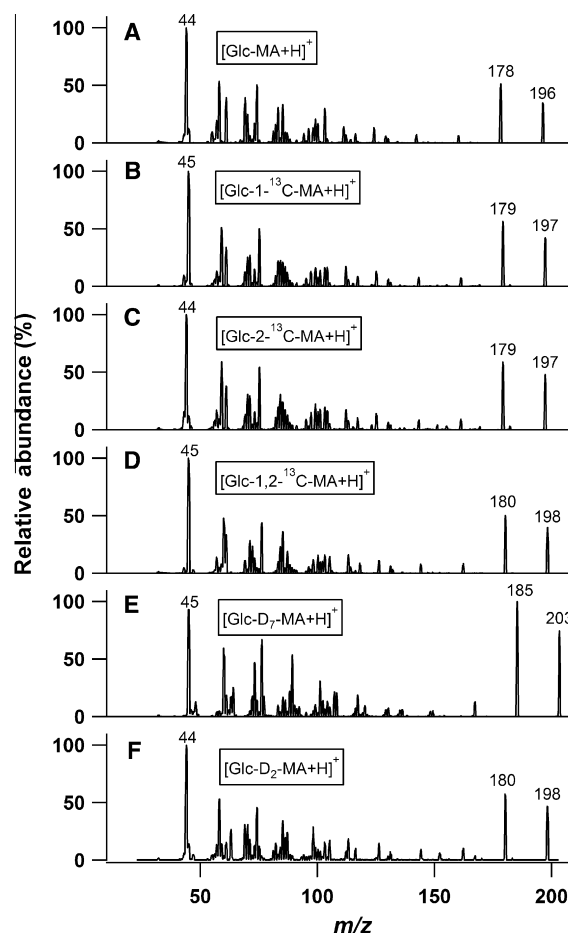 A
44
[Glc-MA+H]+
178
196
100
50
0
B
45
[Glc-1-13C-MA+H]+
179
197
100
50
0
C
44
[Glc-2-13C-MA+H]+
179
197
100
50
0
D
45
[Glc-1,2-13C-MA+H]+
180
198
100
50
0
E
45
[Glc-D7-MA+H]+
185
203
100
50
0
F
44
[Glc-D2-MA+H]+
180
198
100
50
0
Relative abundance (%)
50
100
150
200
m/z